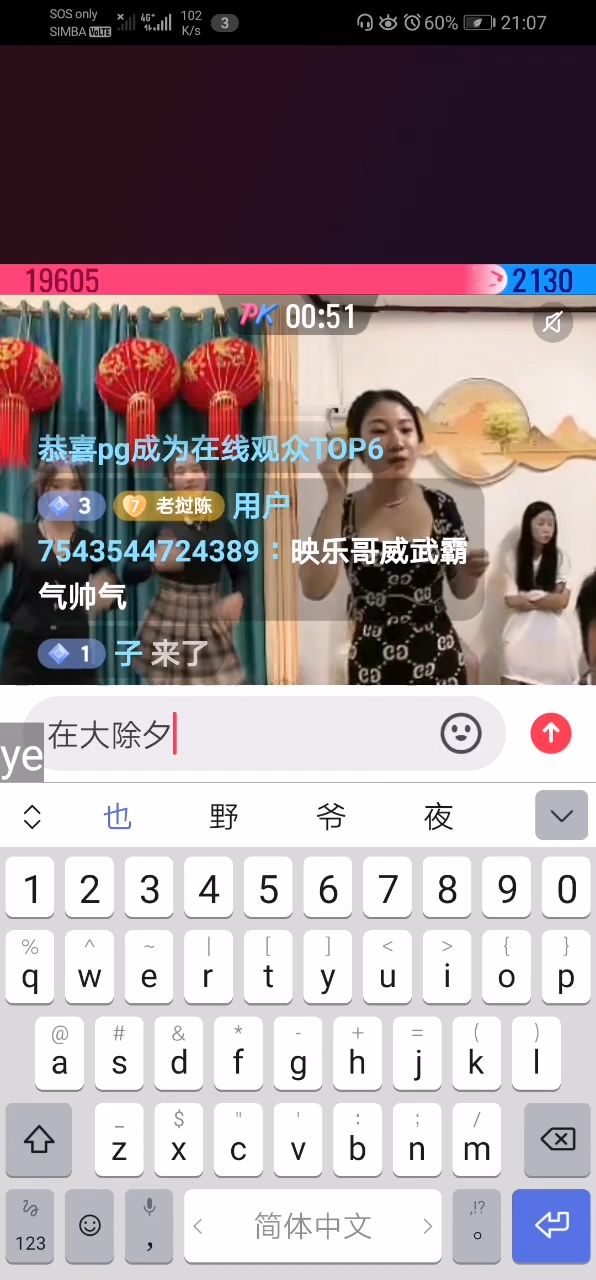 SOS only
SIMBA VoLTE
4G+
102
K/s
3
60%
21:07
19605
2130
PK 00:51
恭喜pg成为在线观众TOP6
3 7 老挝陈 用户
7543544724389：映乐哥威武霸
气帅气
1 子 来了
在大除夕
ye
也 野 爷 夜
1 2 3 4 5 6 7 8 9 0
% ^ ~ | [ ] < > { }
q w e r t y u i o p
@ # & * - + = ( )
a s d f g h j k l
_ $ " ' : ; /
z x c v b n m
123 , 简体中文 ,!? 。